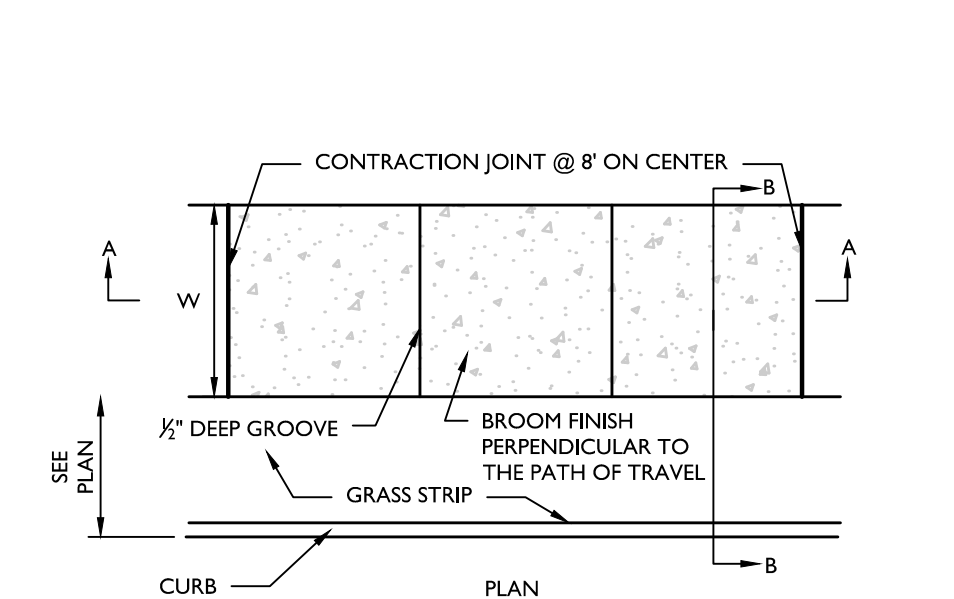 CONTRACTION JOINT @ 8' ON CENTER
B
A
A
W
½" DEEP GROOVE
BROOM FINISH
PERPENDICULAR TO
THE PATH OF TRAVEL
SEE
PLAN
GRASS STRIP
B
CURB
PLAN